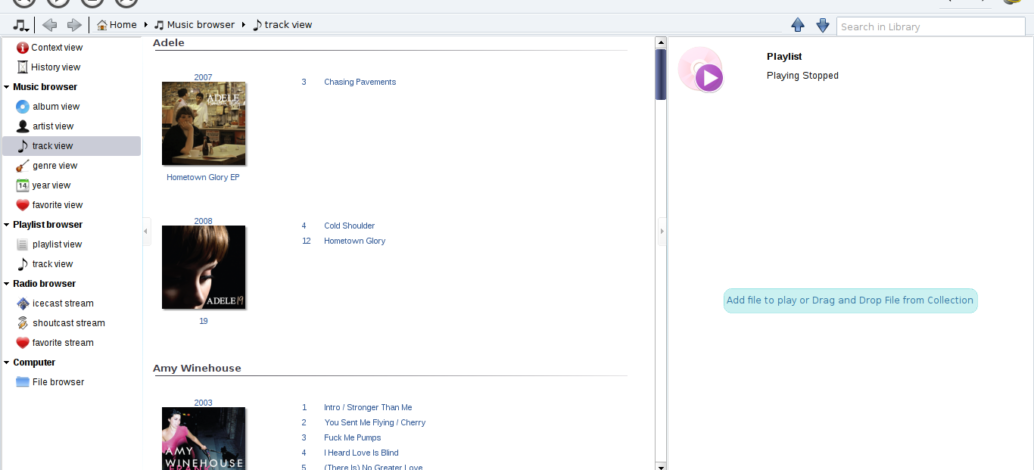 Home
Music browser
track view
Search in Library
Context view
History view
Music browser
album view
artist view
track view
genre view
14
year view
favorite view
Playlist browser
playlist view
track view
Radio browser
icecast stream
shoutcast stream
favorite stream
Computer
File browser
Adele
2007
ADELE
Hometown Glory EP
3 Chasing Pavements
2008
ADELE 19
19
4 Cold Shoulder
12 Hometown Glory
Amy Winehouse
2003
AMY
WINEHOUSE
FRANK
1 Intro / Stronger Than Me
2 You Sent Me Flying / Cherry
3 Fuck Me Pumps
4 I Heard Love Is Blind
5 (There Is) No Greater Love
Playlist
Playing Stopped
Add file to play or Drag and Drop File from Collection